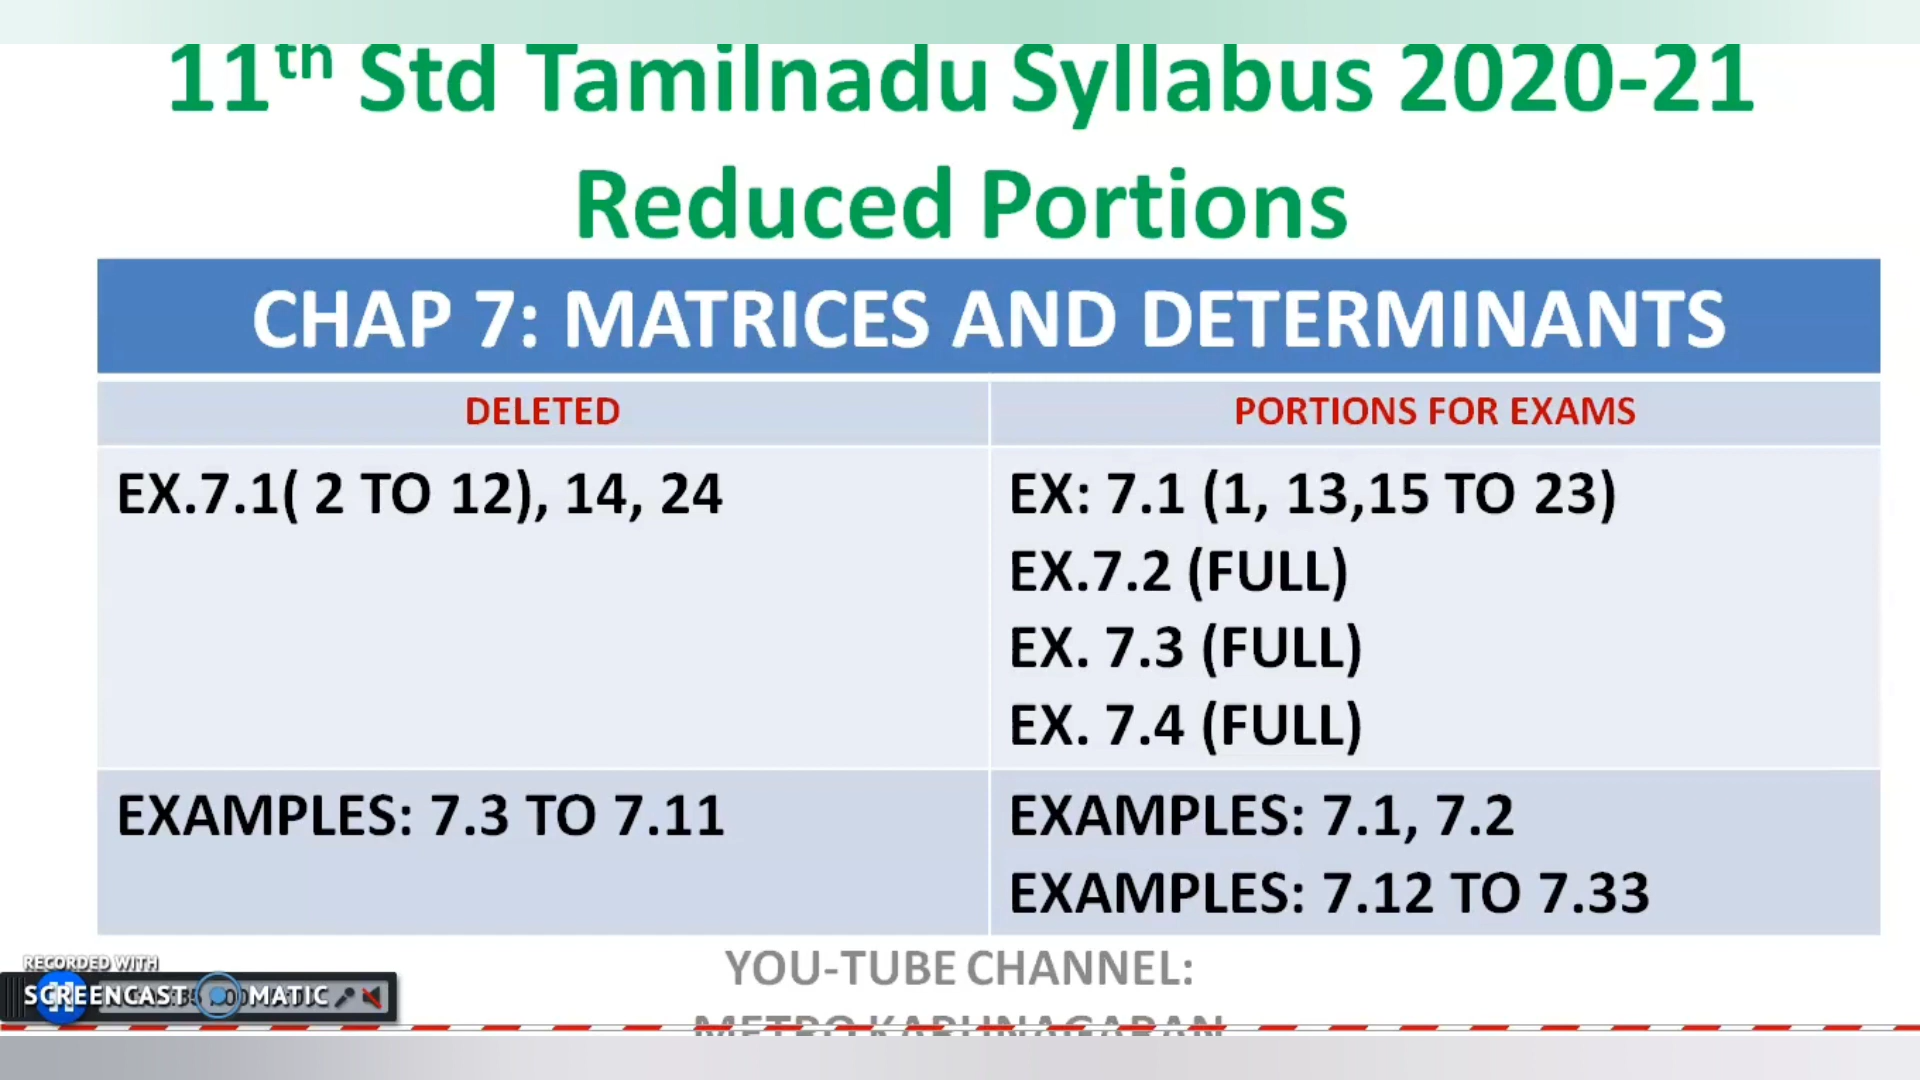 11th Std Tamilnadu Syllabus 2020-21
Reduced Portions
CHAP 7: MATRICES AND DETERMINANTS
DELETED
PORTIONS FOR EXAMS
EX.7.1( 2 TO 12), 14, 24
EX: 7.1 (1, 13,15 TO 23)
EX.7.2 (FULL)
EX. 7.3 (FULL)
EX. 7.4 (FULL)
EXAMPLES: 7.3 TO 7.11
EXAMPLES: 7.1, 7.2
EXAMPLES: 7.12 TO 7.33
YOU-TUBE CHANNEL:
METRO KARUNAGARAN
RECORDED WITH
SCREENCAST MATIC